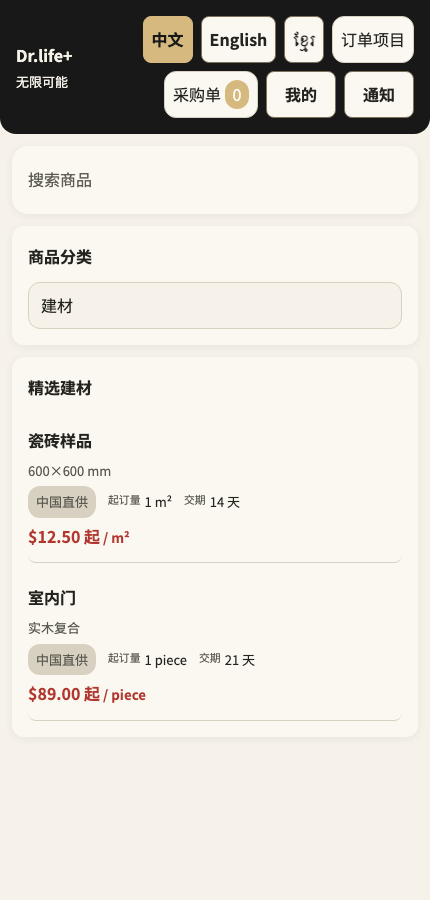 Dr.life+
无限可能
中文
English
ខ្មែរ
订单项目
采购单 0
我的
通知
搜索商品
商品分类
建材
精选建材
瓷砖样品
600×600 mm
中国直供 起订量 1 m² 交期 14 天
$12.50 起 / m²
室内门
实木复合
中国直供 起订量 1 piece 交期 21 天
$89.00 起 / piece